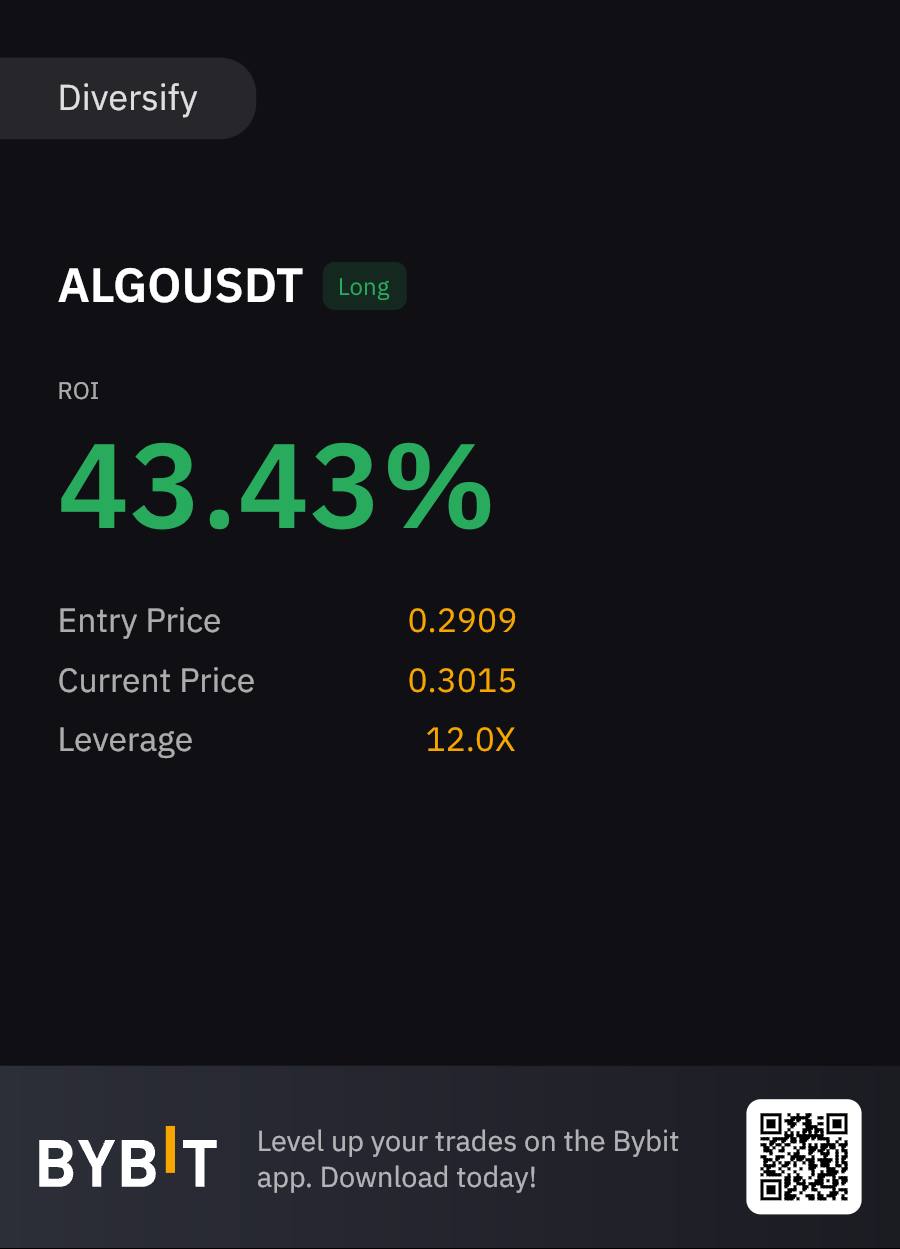 Diversify
ALGOUSDT Long
ROI
43.43%
Entry Price 0.2909
Current Price 0.3015
Leverage 12.0X
BYBIT
Level up your trades on the Bybit
app. Download today!